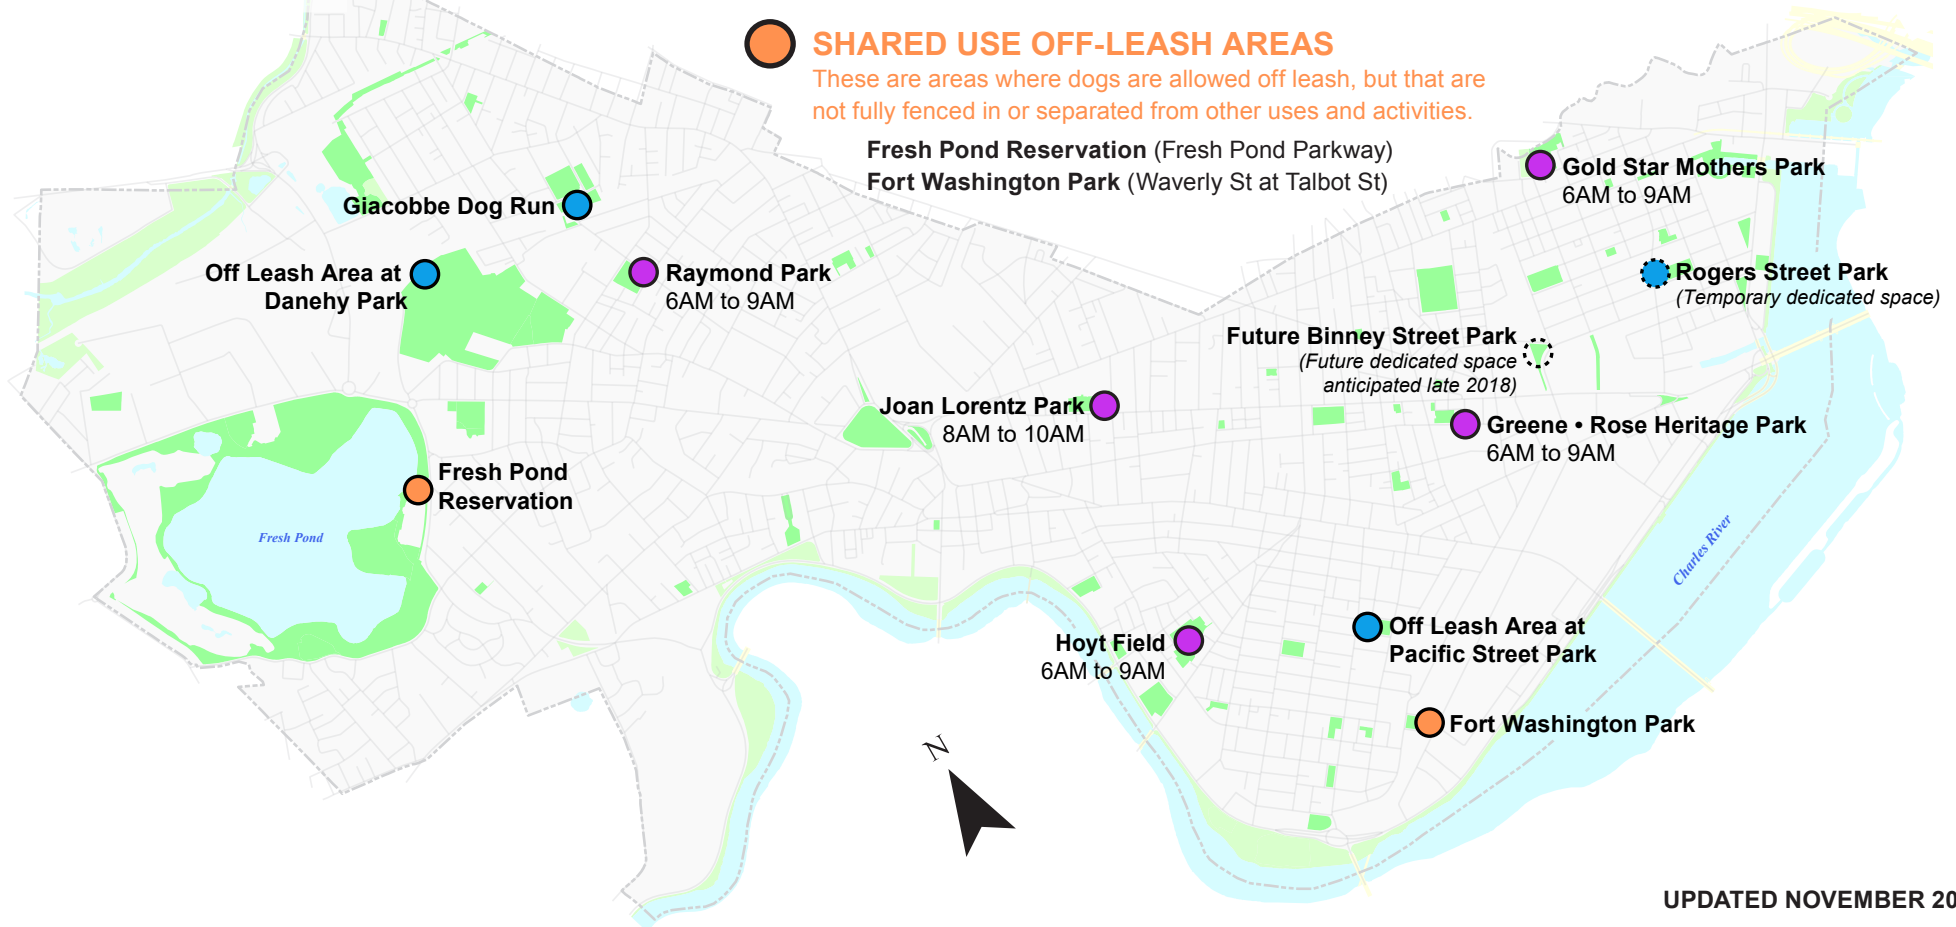 SHARED USE OFF-LEASH AREAS
These are areas where dogs are allowed off leash, but that are
not fully fenced in or separated from other uses and activities.
Fresh Pond Reservation (Fresh Pond Parkway)
Fort Washington Park (Waverly St at Talbot St)
Gold Star Mothers Park
6AM to 9AM
Giacobbe Dog Run
Off Leash Area at
Danehy Park
Raymond Park
6AM to 9AM
Rogers Street Park
(Temporary dedicated space)
Future Binney Street Park
(Future dedicated space
anticipated late 2018)
Joan Lorentz Park
8AM to 10AM
Greene • Rose Heritage Park
6AM to 9AM
Fresh Pond
Reservation
Fresh Pond
Charles River
Hoyt Field
6AM to 9AM
Off Leash Area at
Pacific Street Park
Fort Washington Park
N
UPDATED NOVEMBER 20